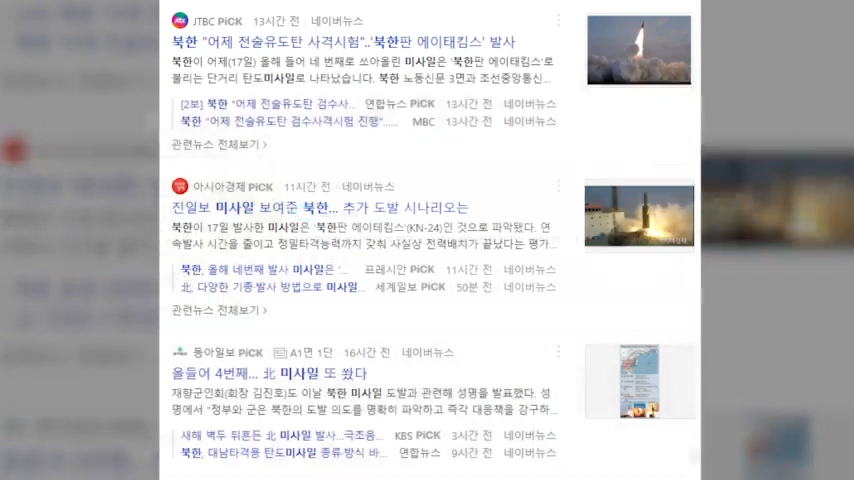 JTBC PiCK 13시간 전 네이버뉴스
북한 "어제 전술유도탄 사격시험"..'북한판 에이태킴스' 발사
북한이 어제(17일) 올해 들어 네 번째로 쏘아올린 미사일은 '북한판 에이태킴스'로
불리는 단거리 탄도미사일로 나타났습니다. 북한 노동신문 3면과 조선중앙통신...
[2보] 북한 "어제 전술유도탄 검수사... 연합뉴스 PiCK 13시간 전 네이버뉴스
북한 "어제 전술유도탄 검수사격시험 진행"...... MBC 13시간 전 네이버뉴스
관련뉴스 전체보기 >
아시아경제 PiCK 11시간 전 네이버뉴스
진일보 미사일 보여준 북한... 추가 도발 시나리오는
북한이 17일 발사한 미사일은 '북한판 에이테킴스'(KN-24)인 것으로 파악됐다. 연
속발사 시간을 줄이고 정밀타격능력까지 갖춰 사실상 전력배치가 끝났다는 평가...
북한, 올해 네번째 발사 미사일은 '... 프레시안 PiCK 11시간 전 네이버뉴스
北, 다양한 기종·발사 방법으로 미사일... 세계일보 PiCK 50분 전 네이버뉴스
관련뉴스 전체보기 >
동아일보 PiCK A1면 1단 16시간 전 네이버뉴스
올들어 4번째... 北 미사일 또 쐈다
재향군인회(회장 김진호)도 이날 북한 미사일 도발과 관련해 성명을 발표했다. 성
명에서 "정부와 군은 북한의 도발 의도를 명확히 파악하고 즉각 대응책을 강구하...
새해 벽두 뒤흔든 北 미사일 발사...극초음... KBS PiCK 3시간 전 네이버뉴스
북한, 대남타격용 탄도미사일 종류·방식 바... 연합뉴스 9시간 전 네이버뉴스